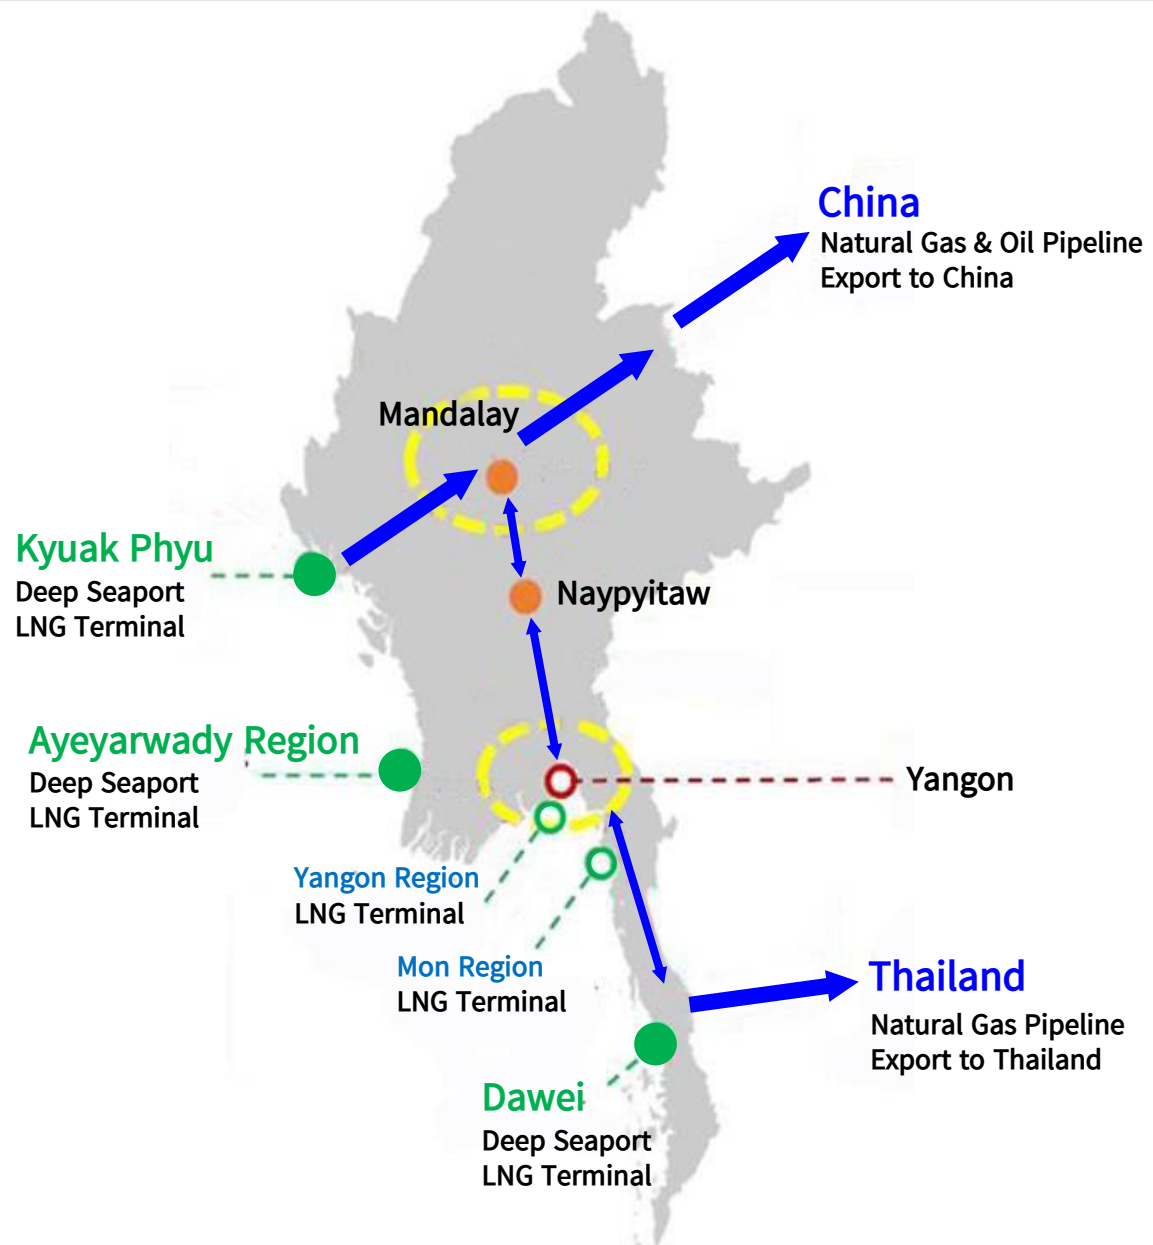 China
Natural Gas & Oil Pipeline
Export to China
Mandalay
Kyuak Phyu
Deep Seaport
LNG Terminal
Naypyitaw
Ayeyarwady Region
Deep Seaport
LNG Terminal
Yangon
Yangon Region
LNG Terminal
Mon Region
LNG Terminal
Thailand
Natural Gas Pipeline
Export to Thailand
Dawei
Deep Seaport
LNG Terminal